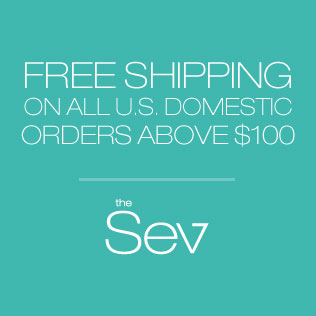 FREE SHIPPING
ON ALL U.S. DOMESTIC
ORDERS ABOVE $100
the
Sev